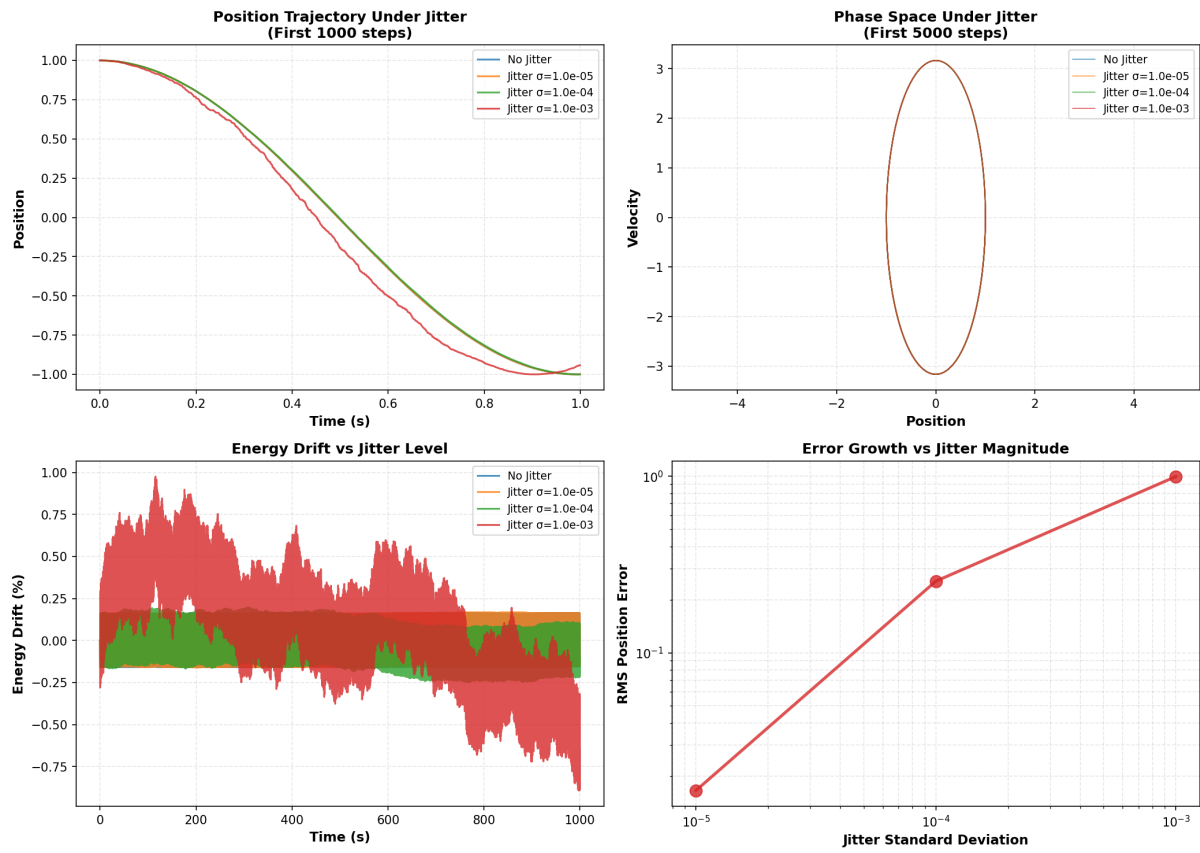 Position Trajectory Under Jitter
(First 1000 steps)
No Jitter
Jitter σ=1.0e-05
Jitter σ=1.0e-04
Jitter σ=1.0e-03
1.00
0.75
0.50
0.25
0.00
−0.25
−0.50
−0.75
−1.00
Position
0.0 0.2 0.4 0.6 0.8 1.0
Time (s)
Phase Space Under Jitter
(First 5000 steps)
No Jitter
Jitter σ=1.0e-05
Jitter σ=1.0e-04
Jitter σ=1.0e-03
3
2
1
0
−1
−2
−3
Velocity
−4 −2 0 2 4
Position
Energy Drift vs Jitter Level
No Jitter
Jitter σ=1.0e-05
Jitter σ=1.0e-04
Jitter σ=1.0e-03
1.00
0.75
0.50
0.25
0.00
−0.25
−0.50
−0.75
Energy Drift (%)
0 200 400 600 800 1000
Time (s)
Error Growth vs Jitter Magnitude
10⁰
10⁻¹
RMS Position Error
10⁻⁵ 10⁻⁴ 10⁻³
Jitter Standard Deviation